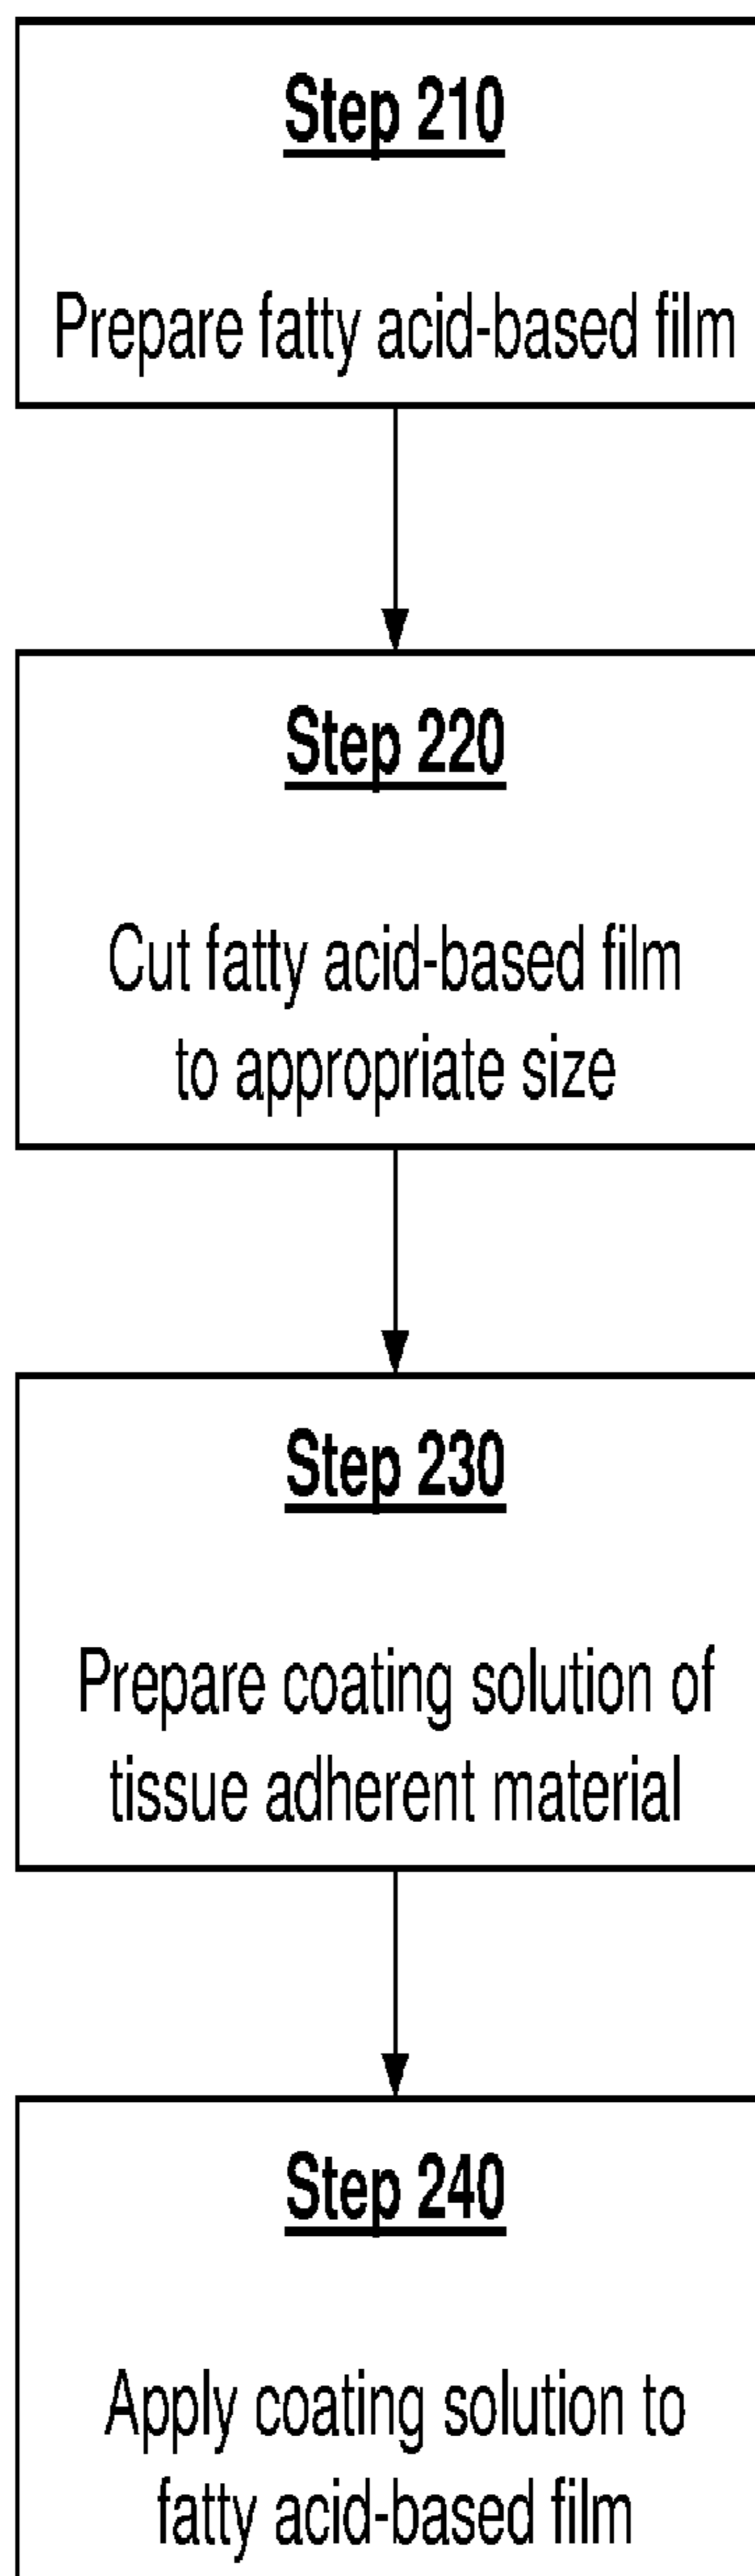 Step 210
Prepare fatty acid-based film
Step 220
Cut fatty acid-based film
to appropriate size
Step 230
Prepare coating solution of
tissue adherent material
Step 240
Apply coating solution to
fatty acid-based film